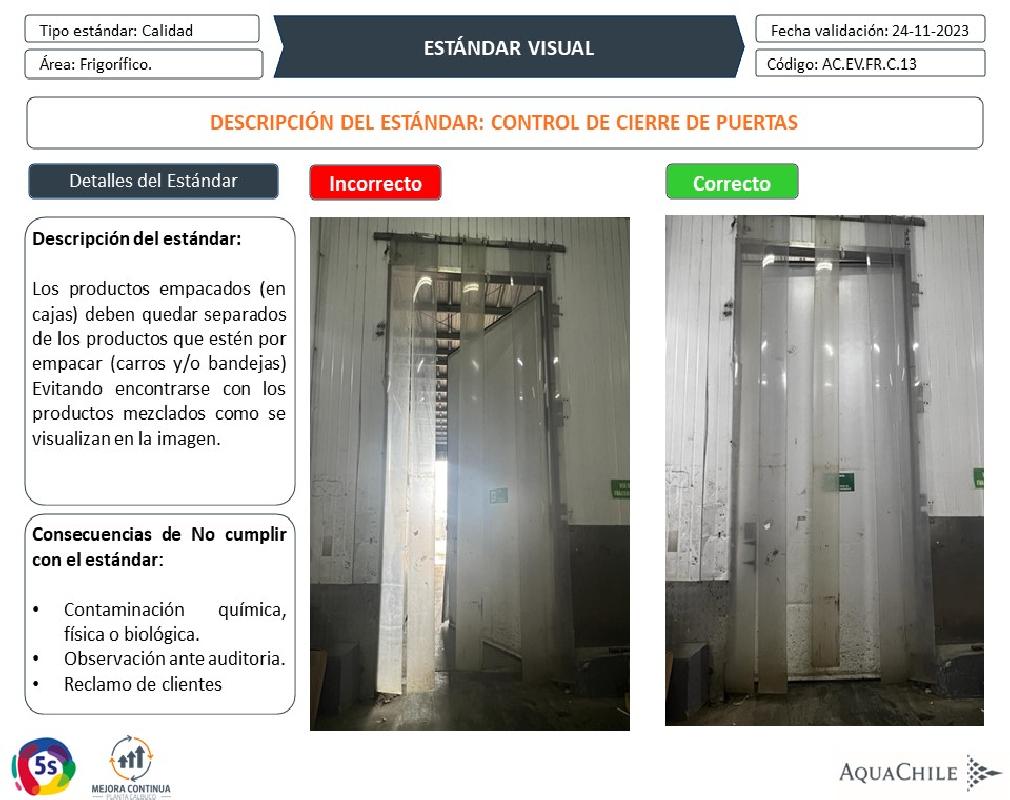 Tipo estándar: Calidad
Área: Frigorífico.
ESTÁNDAR VISUAL
Fecha validación: 24-11-2023
Código: AC.EV.FR.C.13
DESCRIPCIÓN DEL ESTÁNDAR: CONTROL DE CIERRE DE PUERTAS
Detalles del Estándar
Incorrecto
Correcto
Descripción del estándar:
Los productos empacados (en
cajas) deben quedar separados
de los productos que estén por
empacar (carros y/o bandejas)
Evitando encontrarse con los
productos mezclados como se
visualizan en la imagen.
Consecuencias de No cumplir
con el estándar:
• Contaminación química,
física o biológica.
• Observación ante auditoria.
• Reclamo de clientes
5s
MEJORA CONTINUA
PLANTA CALBUCO
AQUACHILE